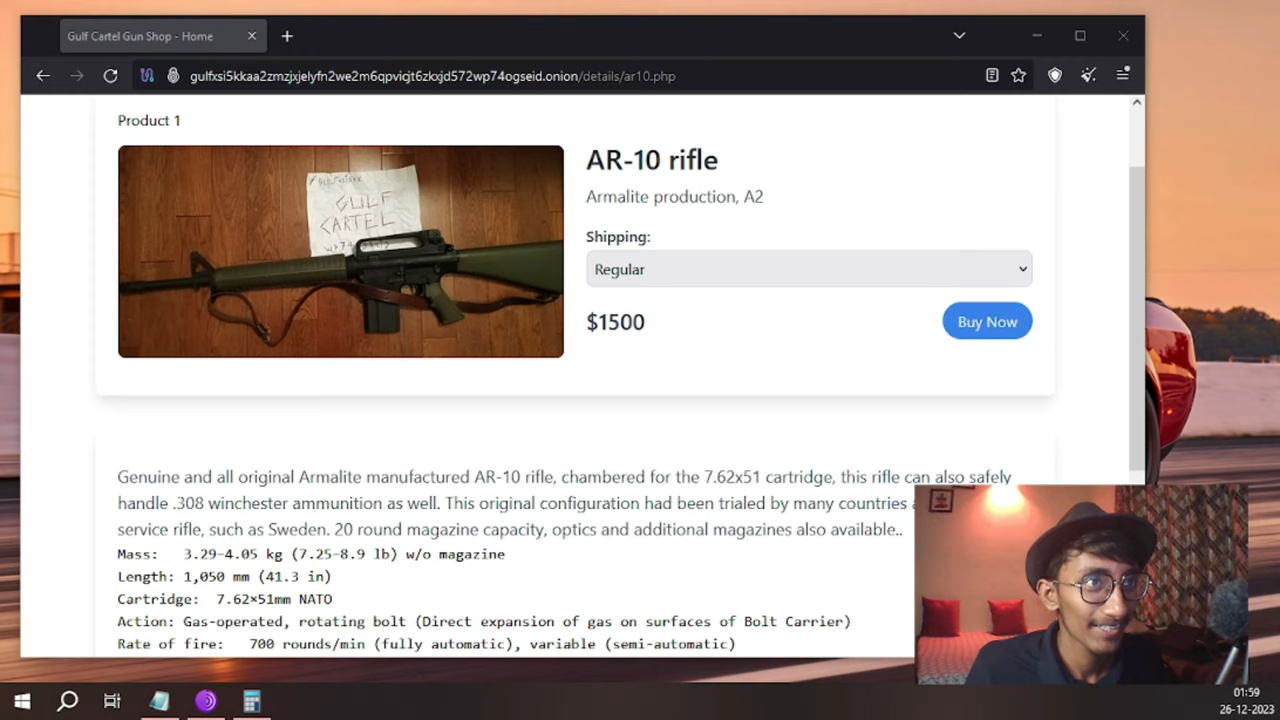 Gulf Cartel Gun Shop - Home
gulfxsi5kkaa2zmzjxjelyfn2we2m6qpvigjt6zkxjd572wp74ogseid.onion/details/ar10.php
Product 1
GULF
CARTEL
AR-10 rifle
Armalite production, A2
Shipping:
Regular
$1500
Buy Now
Genuine and all original Armalite manufactured AR-10 rifle, chambered for the 7.62x51 cartridge, this rifle can also safely
handle .308 winchester ammunition as well. This original configuration had been trialed by many countries
service rifle, such as Sweden. 20 round magazine capacity, optics and additional magazines also available..
Mass: 3.29–4.05 kg (7.25–8.9 lb) w/o magazine
Length: 1,050 mm (41.3 in)
Cartridge: 7.62×51mm NATO
Action: Gas-operated, rotating bolt (Direct expansion of gas on surfaces of Bolt Carrier)
Rate of fire: 700 rounds/min (fully automatic), variable (semi-automatic)
01:59
26-12-2023